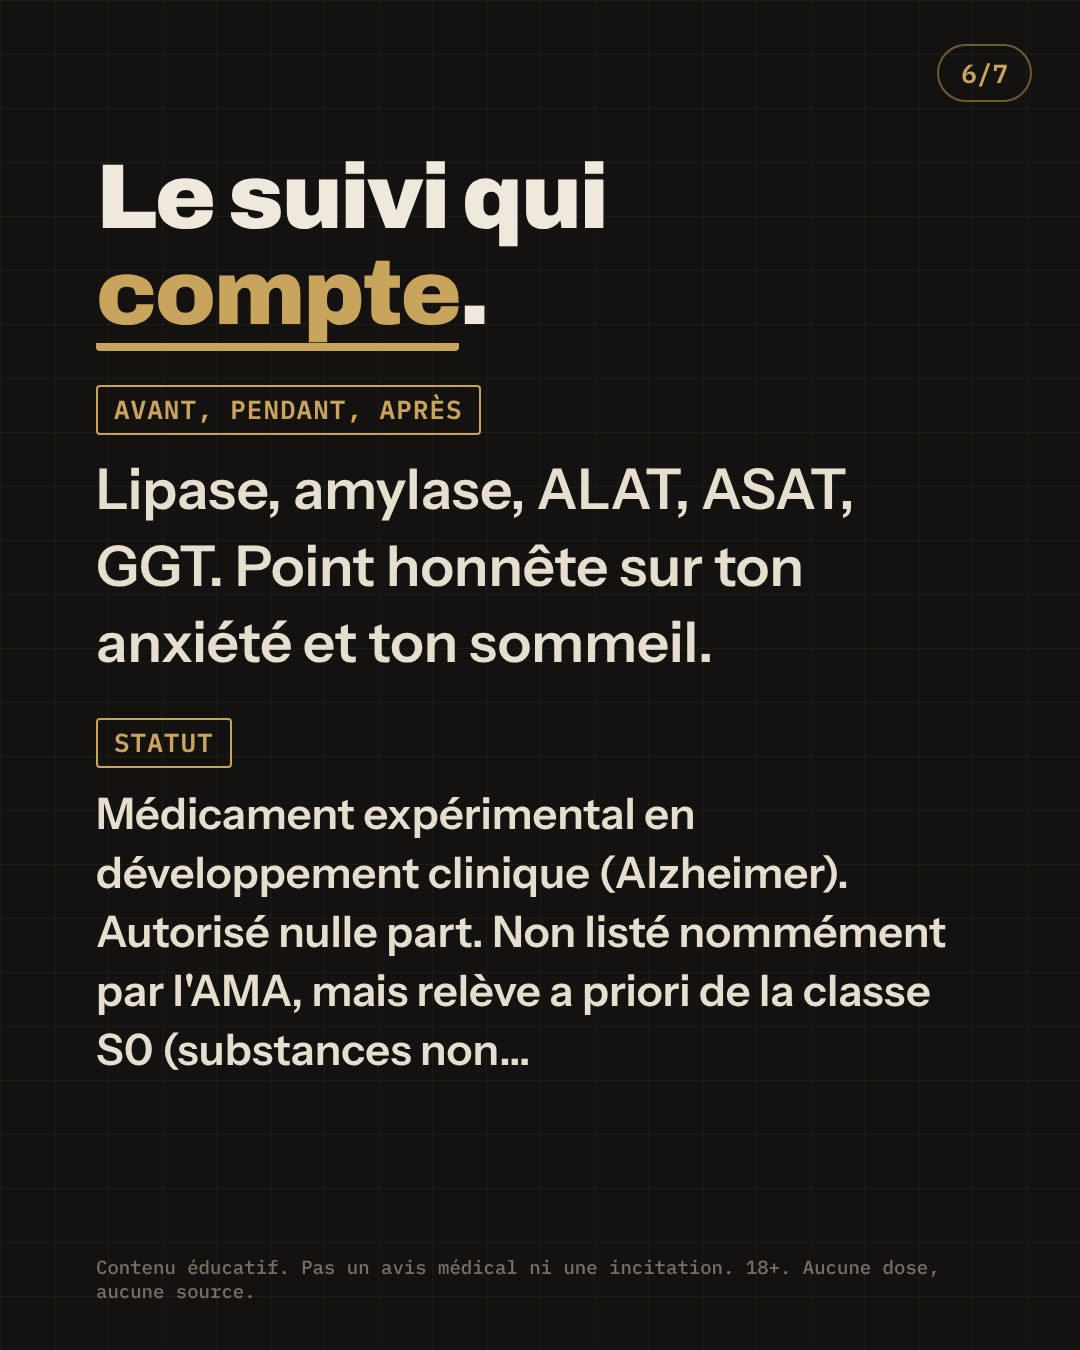 6/7
Le suivi qui
compte.
AVANT, PENDANT, APRÈS
Lipase, amylase, ALAT, ASAT,
GGT. Point honnête sur ton
anxiété et ton sommeil.
STATUT
Médicament expérimental en
développement clinique (Alzheimer).
Autorisé nulle part. Non listé nommément
par l'AMA, mais relève a priori de la classe
S0 (substances non...
Contenu éducatif. Pas un avis médical ni une incitation. 18+. Aucune dose,
aucune source.